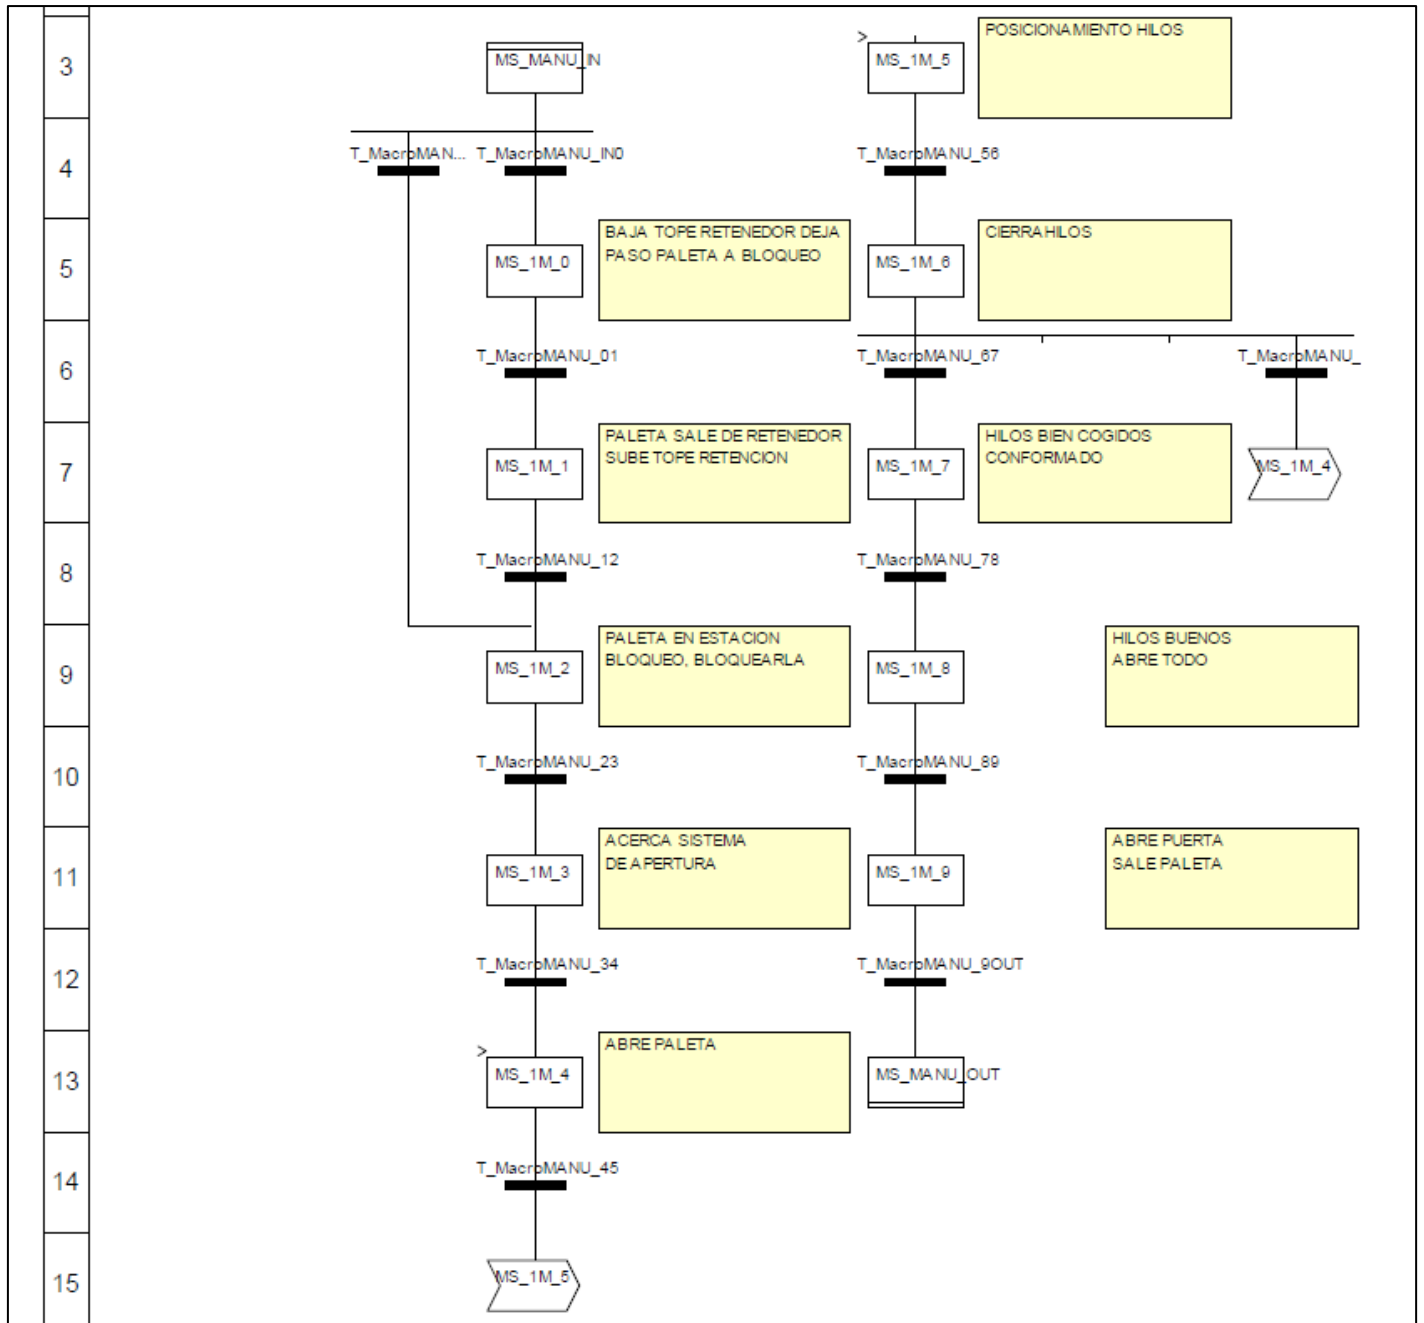 3
MS_MANU_IN
>
MS_1M_5
POSICIONAMIENTO HILOS
4
T_MacroMAN...
T_MacroMANU_IN0
T_MacroMANU_56
5
MS_1M_0
BAJA TOPE RETENEDOR DEJA
PASO PALETA A BLOQUEO
MS_1M_6
CIERRA HILOS
6
T_MacroMANU_01
T_MacroMANU_67
T_MacroMANU_
7
MS_1M_1
PALETA SALE DE RETENEDOR
SUBE TOPE RETENCION
MS_1M_7
HILOS BIEN COGIDOS
CONFORMADO
MS_1M_4
8
T_MacroMANU_12
T_MacroMANU_78
9
MS_1M_2
PALETA EN ESTACION
BLOQUEO, BLOQUEARLA
MS_1M_8
HILOS BUENOS
ABRE TODO
10
T_MacroMANU_23
T_MacroMANU_89
11
MS_1M_3
ACERCA SISTEMA
DE APERTURA
MS_1M_9
ABRE PUERTA
SALE PALETA
12
T_MacroMANU_34
T_MacroMANU_9OUT
13
>
MS_1M_4
ABRE PALETA
MS_MANU_OUT
14
T_MacroMANU_45
15
MS_1M_5